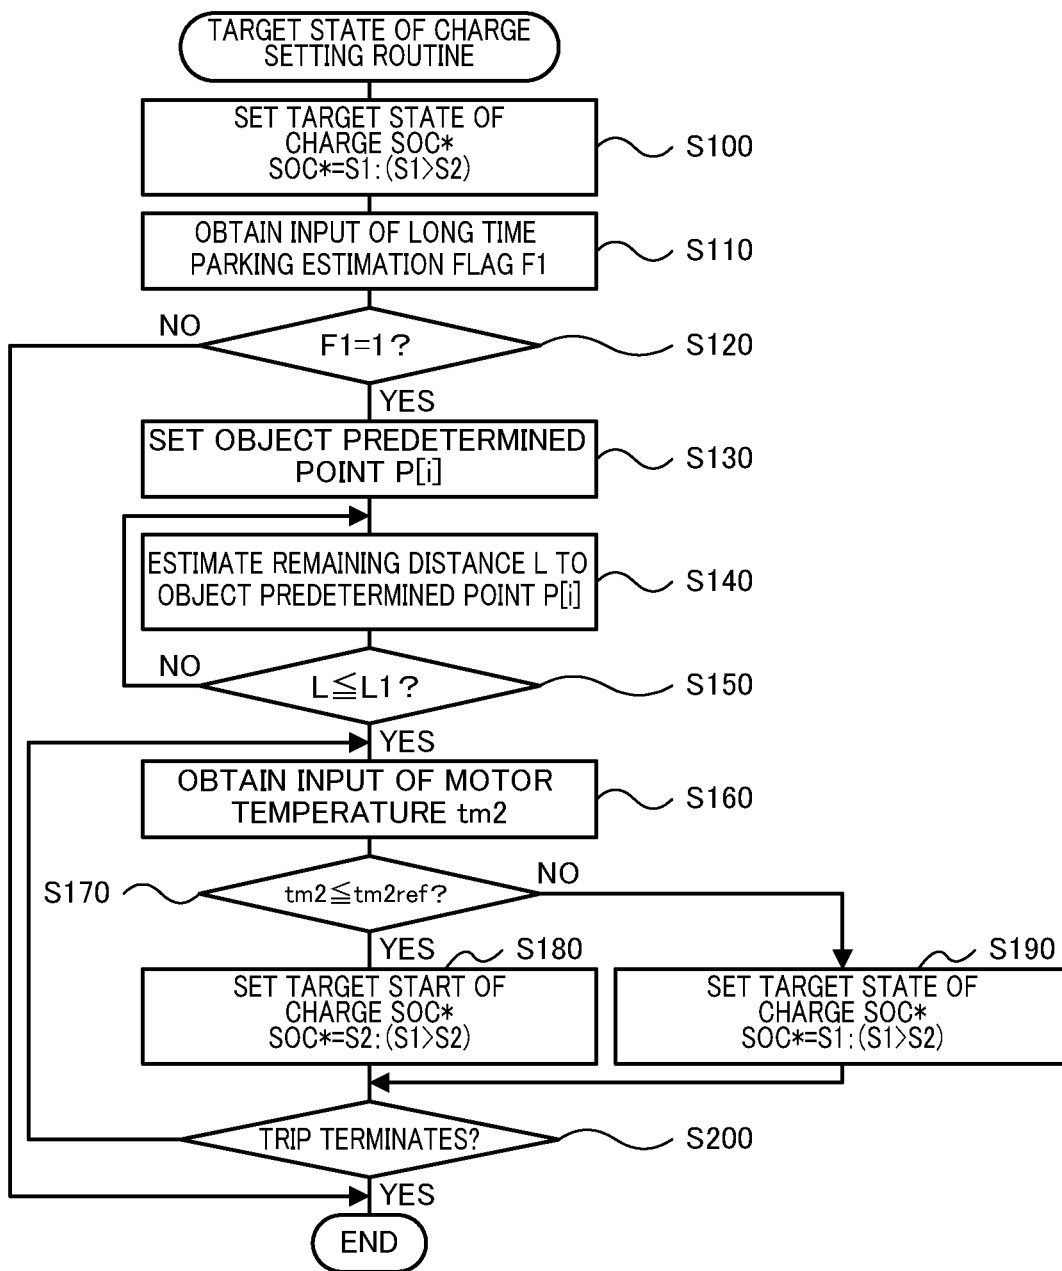 TARGET STATE OF CHARGE
SETTING ROUTINE
SET TARGET STATE OF
CHARGE SOC*
SOC*=S1:(S1>S2)
S100
OBTAIN INPUT OF LONG TIME
PARKING ESTIMATION FLAG F1
S110
NO
F1=1?
S120
YES
SET OBJECT PREDETERMINED
POINT P[i]
S130
ESTIMATE REMAINING DISTANCE L TO
OBJECT PREDETERMINED POINT P[i]
S140
NO
L≦L1?
S150
YES
OBTAIN INPUT OF MOTOR
TEMPERATURE tm2
S160
S170
tm2≦tm2ref?
NO
YES
S180
SET TARGET START OF
CHARGE SOC*
SOC*=S2:(S1>S2)
S190
SET TARGET STATE OF
CHARGE SOC*
SOC*=S1:(S1>S2)
TRIP TERMINATES?
S200
YES
END